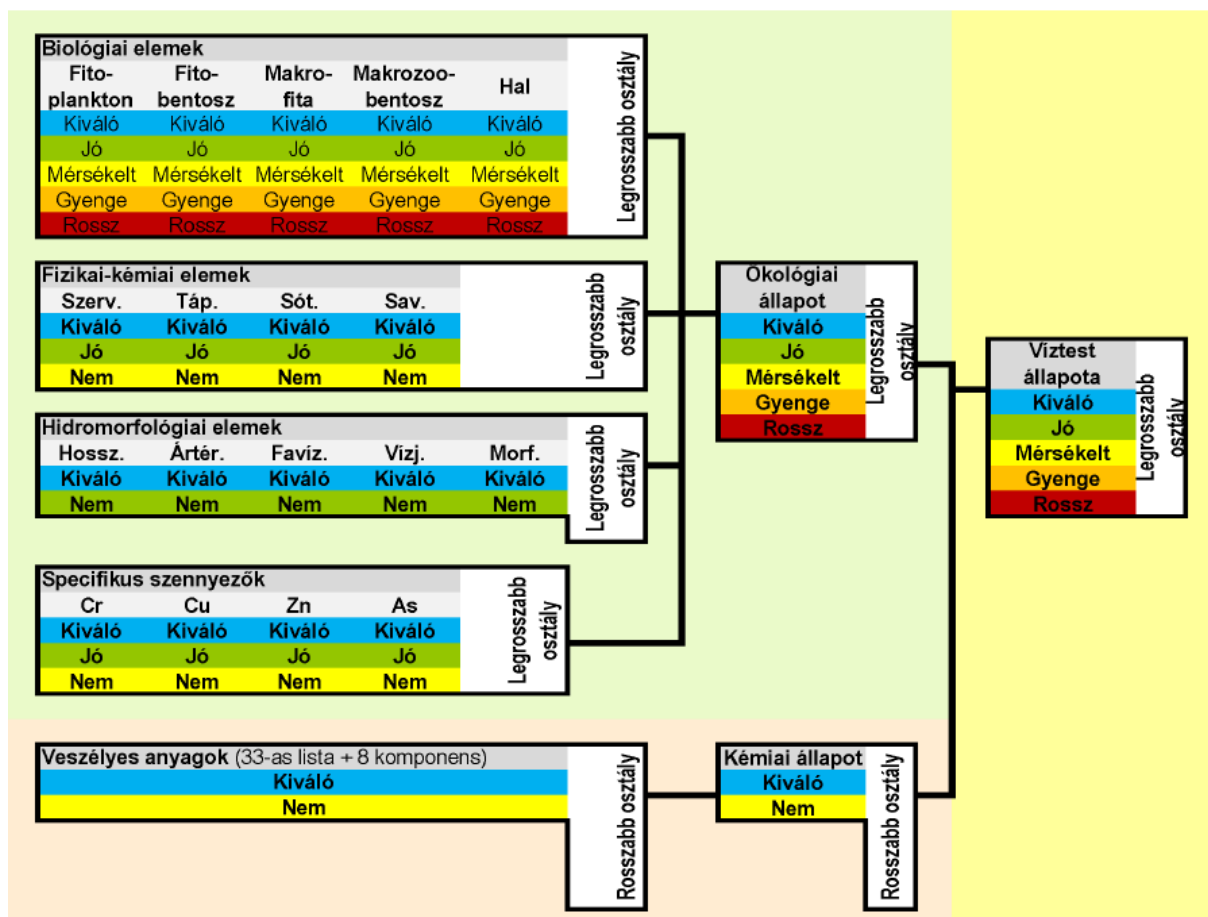 Biológiai elemek
Fito- Fito- Makro- Makrozoo- Hal
plankton bentosz fita bentosz
Kiváló Kiváló Kiváló Kiváló Kiváló
Jó Jó Jó Jó Jó
Mérsékelt Mérsékelt Mérsékelt Mérsékelt Mérsékelt
Gyenge Gyenge Gyenge Gyenge Gyenge
Rossz Rossz Rossz Rossz Rossz
Legrosszabb osztály
Fizikai-kémiai elemek
Szerv. Táp. Sót. Sav.
Kiváló Kiváló Kiváló Kiváló
Jó Jó Jó Jó
Nem Nem Nem Nem
Legrosszabb
osztály
Hidromorfológiai elemek
Hossz. Ártér. Faviz. Vízj. Morf.
Kiváló Kiváló Kiváló Kiváló Kiváló
Nem Nem Nem Nem Nem
Legrosszabb
osztály
Specifikus szennyezők
Cr Cu Zn As
Kiváló Kiváló Kiváló Kiváló
Jó Jó Jó Jó
Nem Nem Nem Nem
Legrosszabb
osztály
Ökológiai
állapot
Kiváló
Jó
Mérsékelt
Gyenge
Rossz
Legrosszabb
osztály
Víztest
állapota
Kiváló
Jó
Mérsékelt
Gyenge
Rossz
Legrosszabb
osztály
Veszélyes anyagok (33-as lista + 8 komponens)
Kiváló
Nem
Rosszabb osztály
Kémiai állapot
Kiváló
Nem
Rosszabb osztály